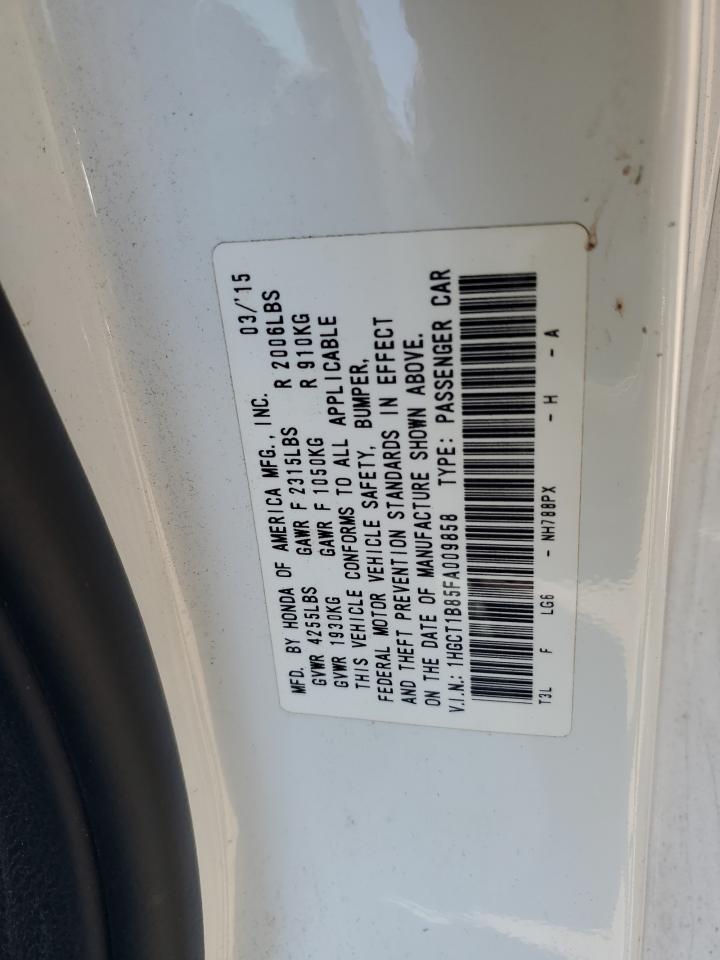 MFD. BY HONDA OF AMERICA MFG., INC. 03/'15
GVWR 4255LBS GAWR F 2315LBS R 2006LBS
GVWR 1930KG GAWR F 1050KG R 910KG
THIS VEHICLE CONFORMS TO ALL APPLICABLE
FEDERAL MOTOR VEHICLE SAFETY, BUMPER,
AND THEFT PREVENTION STANDARDS IN EFFECT
ON THE DATE OF MANUFACTURE SHOWN ABOVE.
V.I.N.: 1HGCT1B85FA009858 TYPE: PASSENGER CAR
T3L F LG6 - NH788PX - H - A